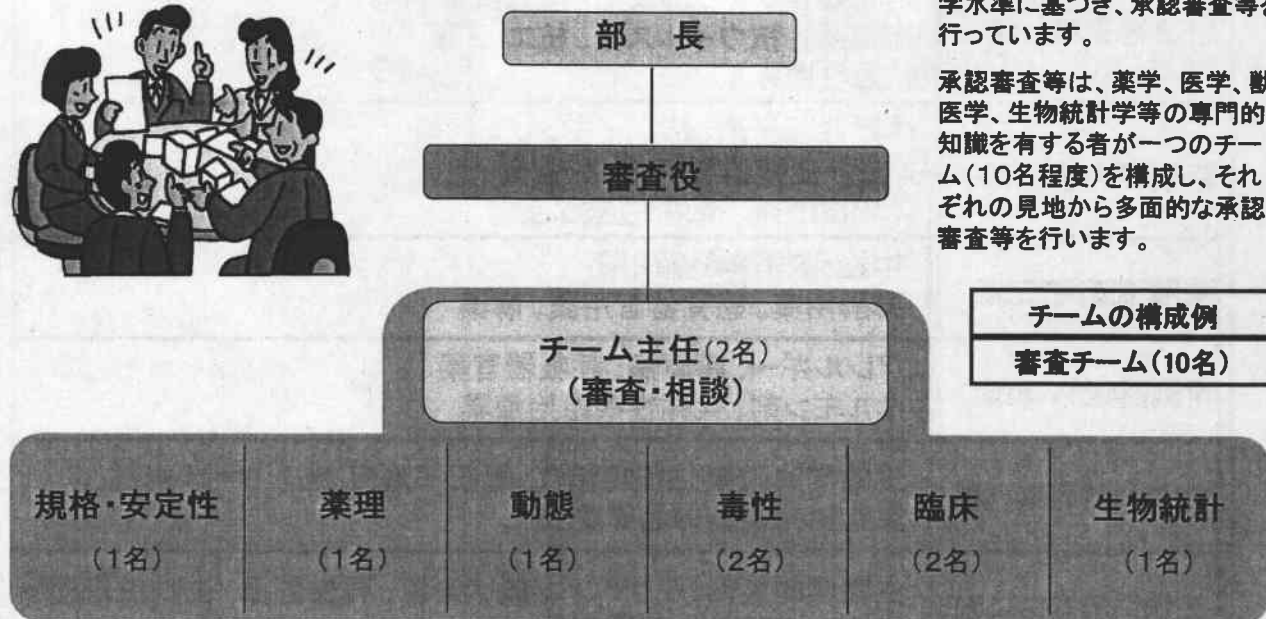 学水準に基づき、承認審査等を
行っています。
承認審査等は、薬学、医学、獣
医学、生物統計学等の専門的
知識を有する者が一つのチー
ム(10名程度)を構成し、それ
ぞれの見地から多面的な承認
審査等を行います。
部 長
審査役
チームの構成例
審査チーム(10名)
チーム主任(2名)
(審査・相談)
規格・安定性
(1名)
薬理
(1名)
動態
(1名)
毒性
(2名)
臨床
(2名)
生物統計
(1名)